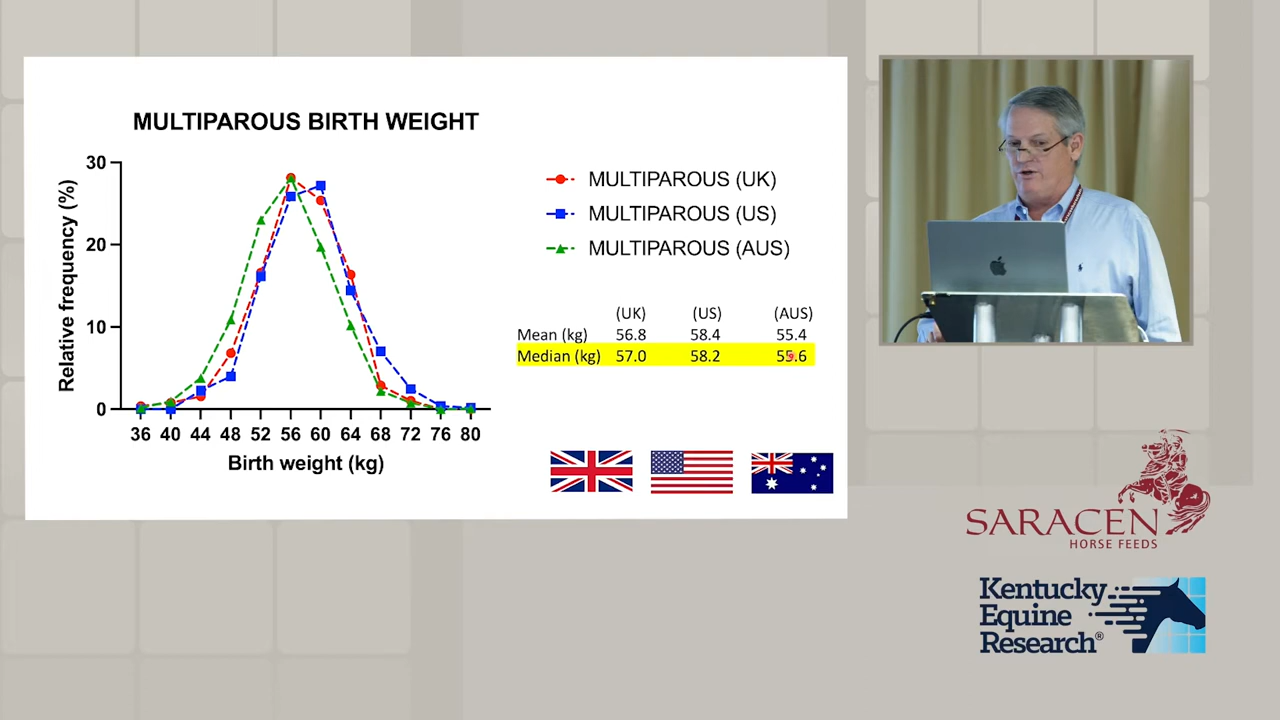 MULTIPAROUS BIRTH WEIGHT
30
20
10
0
Relative frequency (%)
36 40 44 48 52 56 60 64 68 72 76 80
Birth weight (kg)
MULTIPAROUS (UK)
MULTIPAROUS (US)
MULTIPAROUS (AUS)
(UK) (US) (AUS)
Mean (kg) 56.8 58.4 55.4
Median (kg) 57.0 58.2 55.6
SARACEN
HORSE FEEDS
Kentucky
Equine
Research®